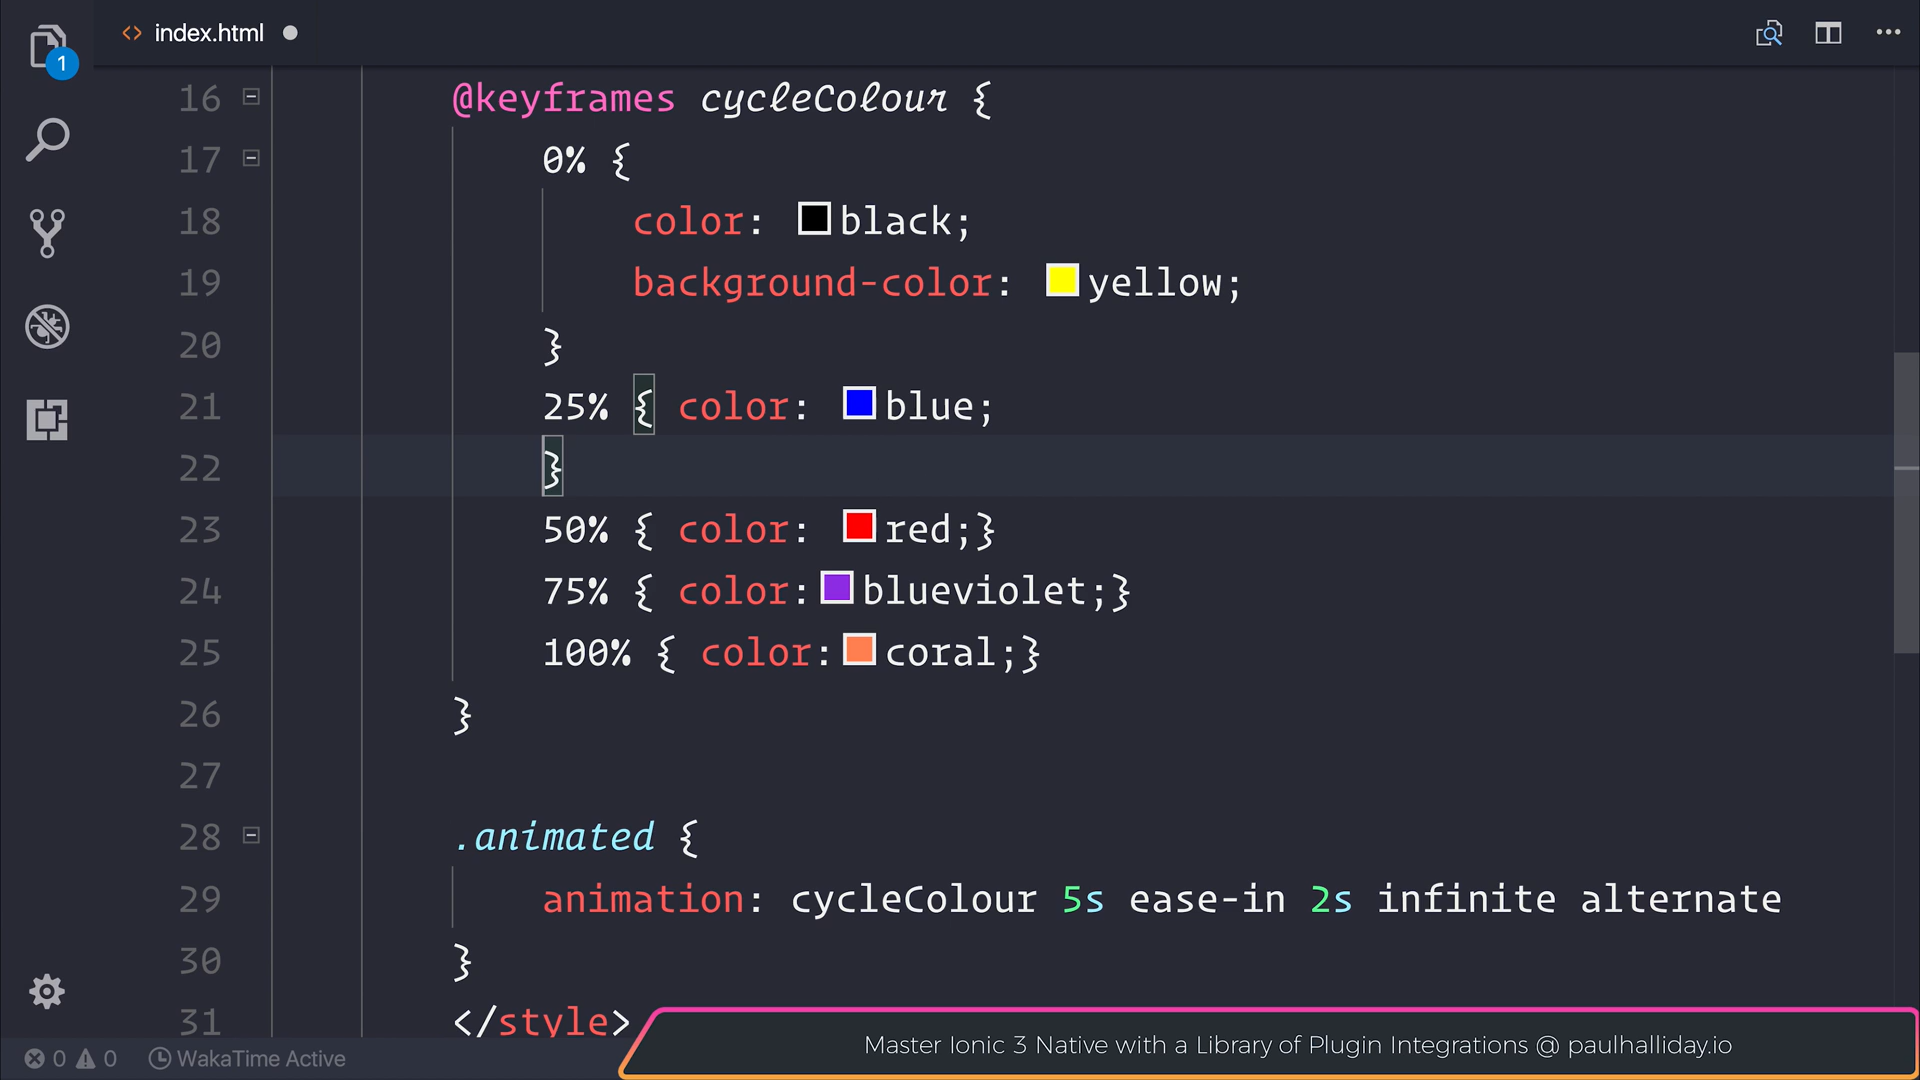 index.html
1
16 @keyframes cycleColour {
17 0% {
18 color: black;
19 background-color: yellow;
20 }
21 25% { color: blue;
22 }
23 50% { color: red;}
24 75% { color:blueviolet;}
25 100% { color:coral;}
26 }
27
28 .animated {
29 animation: cycleColour 5s ease-in 2s infinite alternate
30 }
31 </style>
Master Ionic 3 Native with a Library of Plugin Integrations @ paulhalliday.io
0 0 WakaTime Active